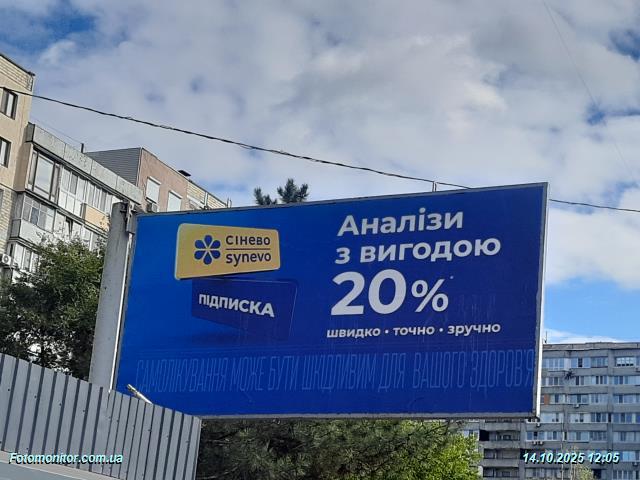 сінево
synevo
ПІДПИСКА
Аналізи
з вигодою
20%*
швидко • точно • зручно
САМОЛІКУВАННЯ МОЖЕ БУТИ ШКІДЛИВИМ ДЛЯ ВАШОГО ЗДОРОВ'Я
Fotomonitor.com.ua
14.10.2025 12:05